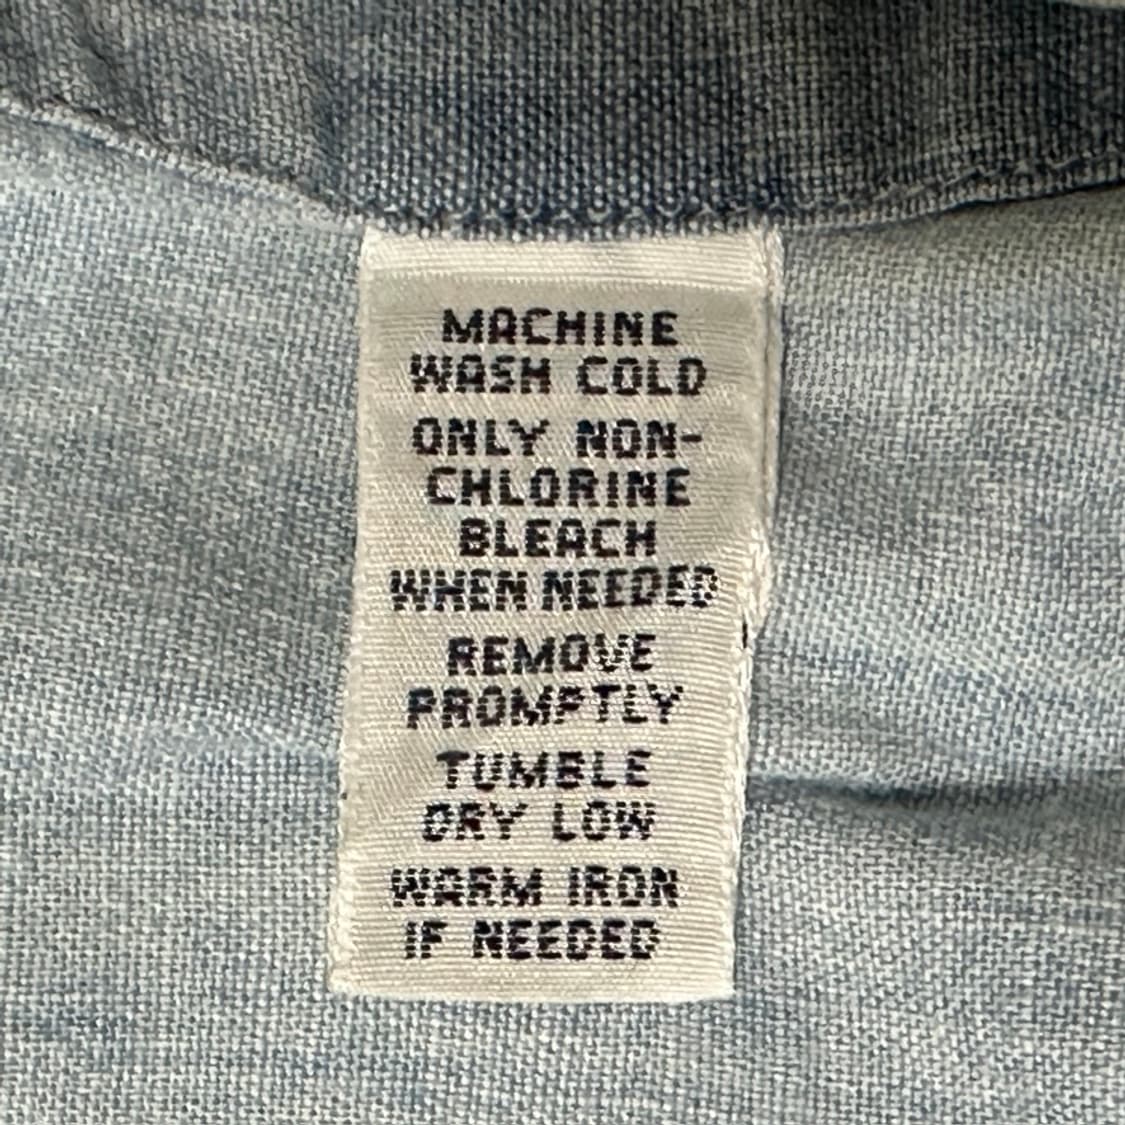 MACHINE
WASH COLD
ONLY NON-
CHLORINE
BLEACH
WHEN NEEDED
REMOVE
PROMPTLY
TUMBLE
DRY LOW
WARM IRON
IF NEEDED